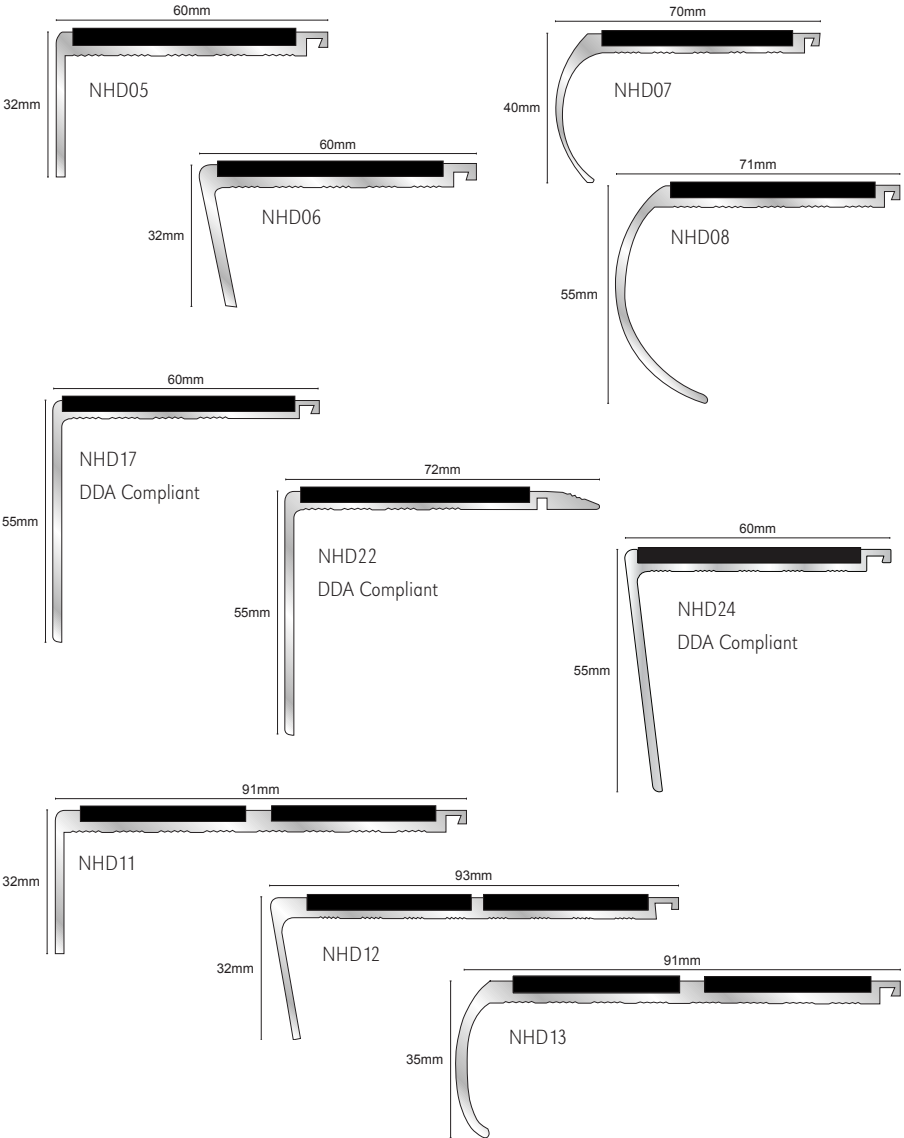 60mm
32mm
NHD05
70mm
40mm
NHD07
60mm
32mm
NHD06
71mm
55mm
NHD08
60mm
55mm
NHD17
DDA Compliant
72mm
55mm
NHD22
DDA Compliant
60mm
55mm
NHD24
DDA Compliant
91mm
32mm
NHD11
93mm
32mm
NHD12
91mm
35mm
NHD13